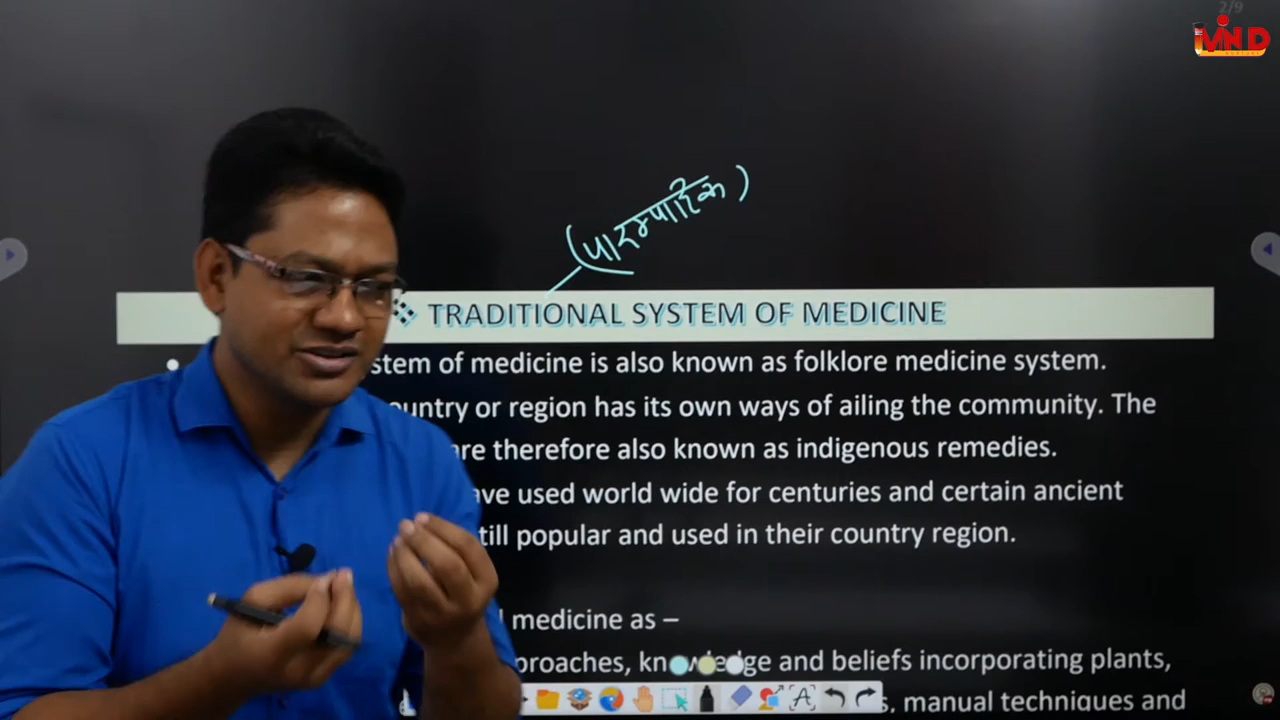 2/9
MIND
(पारम्परिक)
TRADITIONAL SYSTEM OF MEDICINE
stem of medicine is also known as folklore medicine system.
ountry or region has its own ways of ailing the community. The
are therefore also known as indigenous remedies.
ave used world wide for centuries and certain ancient
till popular and used in their country region.
medicine as –
proaches, knowledge and beliefs incorporating plants,
, manual techniques and